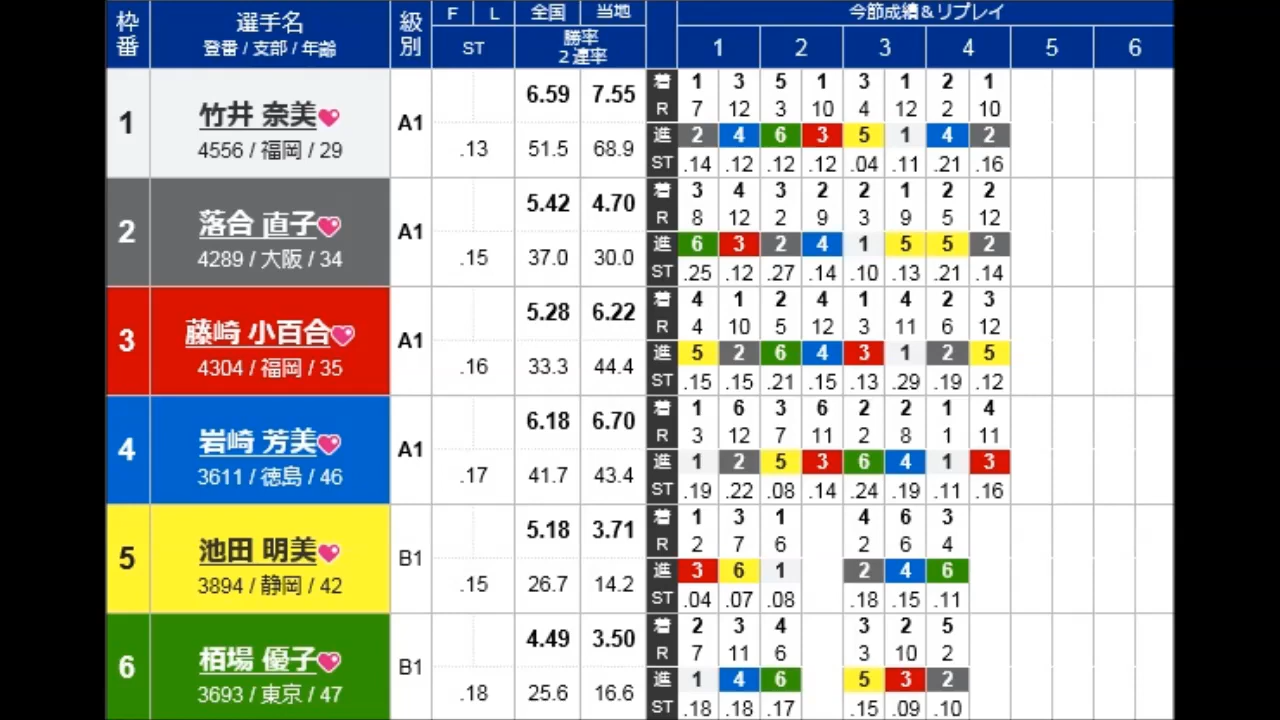 枠番 選手名 登番 / 支部 / 年齢 級別 F L ST 全国 当地 勝率 2連率 今節成績＆リプレイ
1 2 3 4 5 6
1 竹井 奈美 4556 / 福岡 / 29 A1 .13 6.59 7.55 51.5 68.9
着 1 3 5 1 3 1 2 1
R 7 12 3 10 4 12 2 10
進 2 4 6 3 5 1 4 2
ST .14 .12 .12 .12 .04 .11 .21 .16
2 落合 直子 4289 / 大阪 / 34 A1 .15 5.42 4.70 37.0 30.0
着 3 4 3 2 2 1 2 2
R 8 12 2 9 3 9 5 12
進 6 3 2 4 1 5 5 2
ST .25 .12 .27 .14 .10 .13 .21 .14
3 藤崎 小百合 4304 / 福岡 / 35 A1 .16 5.28 6.22 33.3 44.4
着 4 1 2 4 1 4 2 3
R 4 10 5 12 3 11 6 12
進 5 2 6 4 3 1 2 5
ST .15 .15 .21 .15 .13 .29 .19 .12
4 岩崎 芳美 3611 / 徳島 / 46 A1 .17 6.18 6.70 41.7 43.4
着 1 6 3 6 2 2 1 4
R 3 12 7 11 2 8 1 11
進 1 2 5 3 6 4 1 3
ST .19 .22 .08 .14 .24 .19 .11 .16
5 池田 明美 3894 / 静岡 / 42 B1 .15 5.18 3.71 26.7 14.2
着 1 3 1 4 6 3
R 2 7 6 2 6 4
進 3 5 1 2 4 6
ST .04 .07 .08 .18 .15 .11
6 栢場 優子 3693 / 東京 / 47 B1 .18 4.49 3.50 25.6 16.6
着 2 3 4 3 2 5
R 7 11 6 3 10 2
進 1 4 6 5 3 2
ST .18 .18 .17 .15 .09 .10